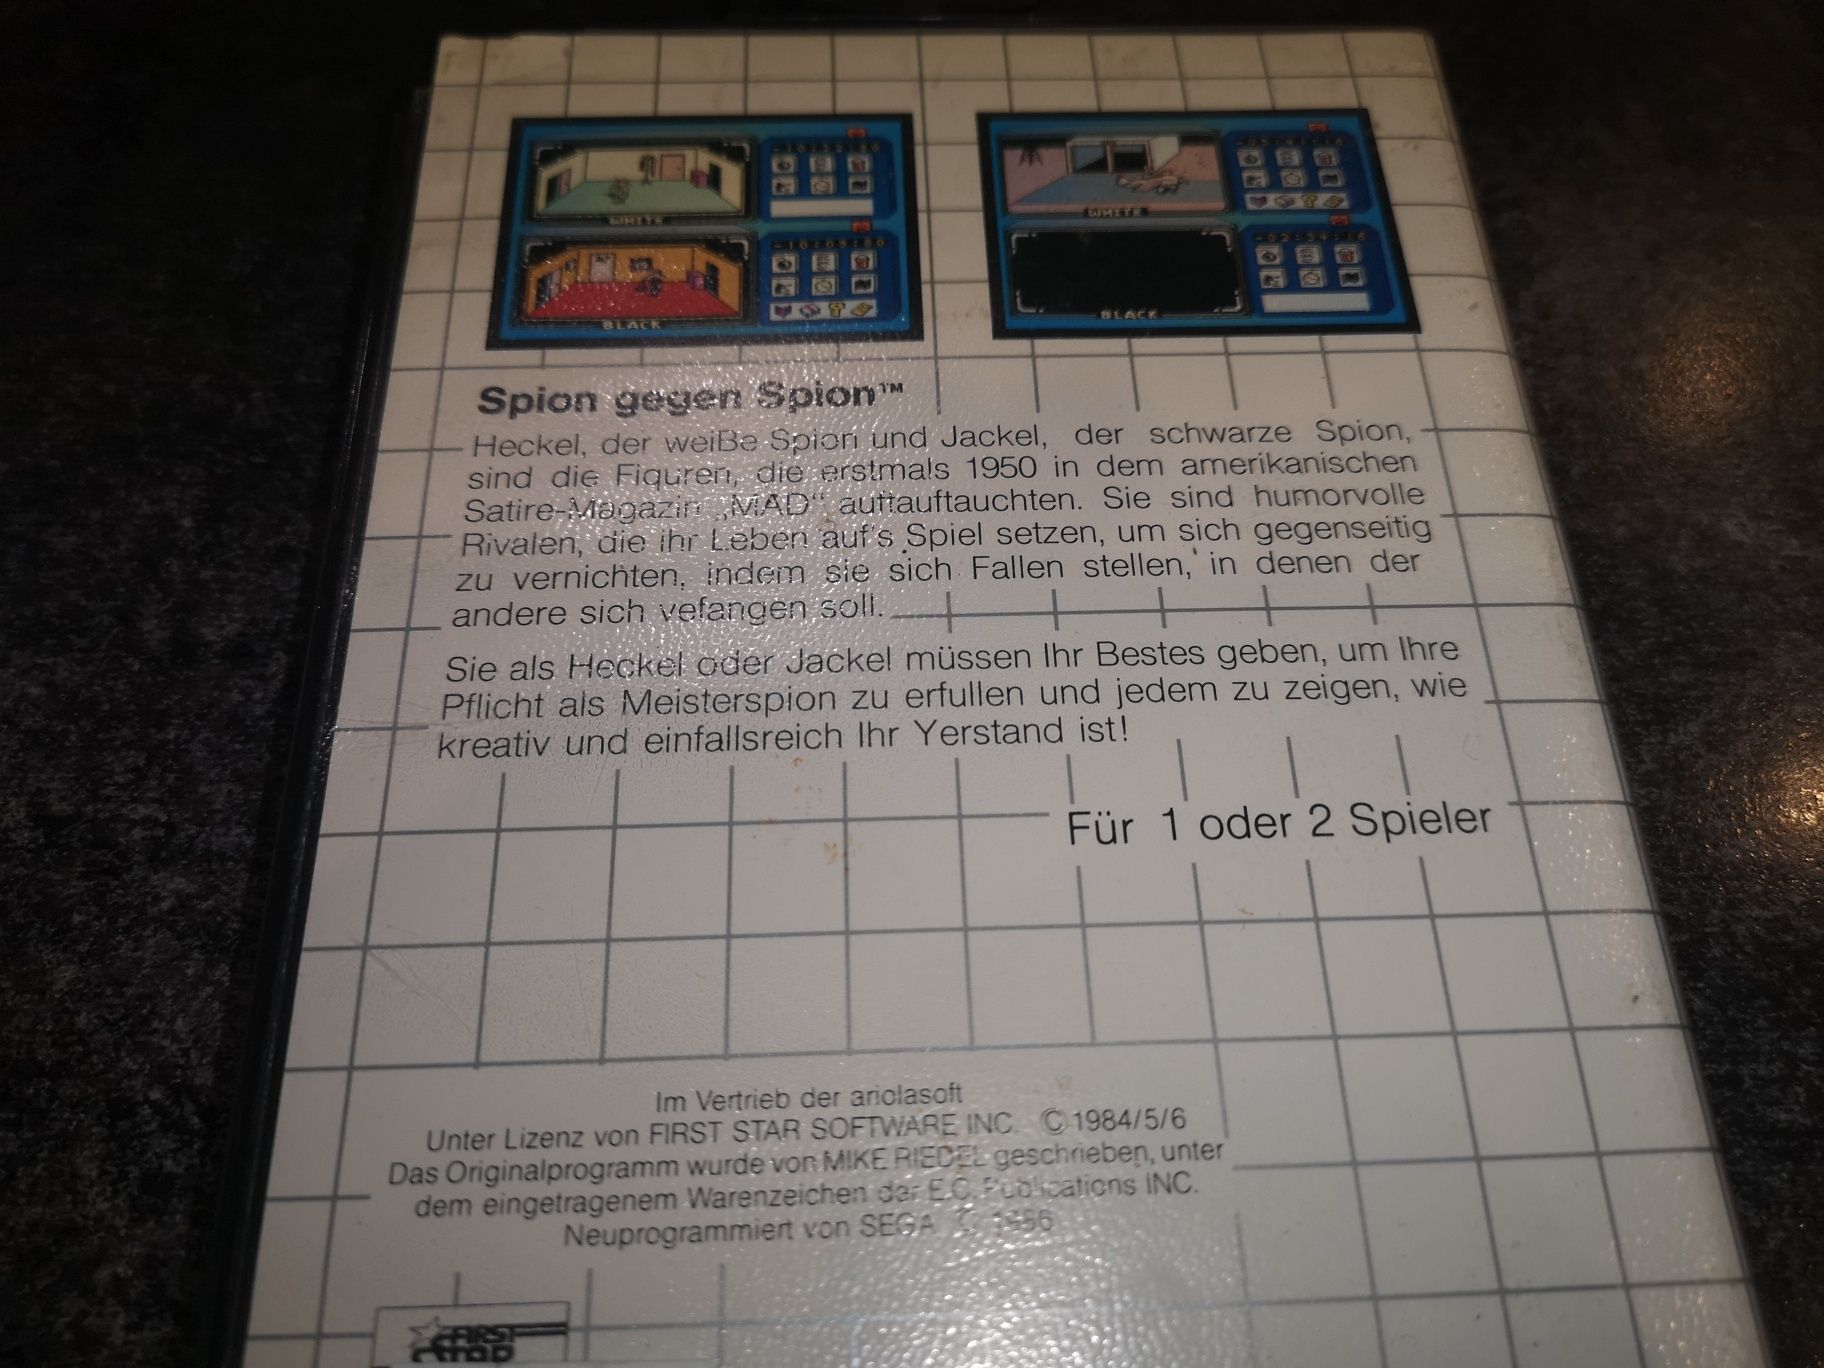 WHITE
BLACK
WHITE
BLACK
Spion gegen Spion™
Heckel, der weiße Spion und Jackel, der schwarze Spion,
sind die Figuren, die erstmals 1950 in dem amerikanischen
Satire-Magazin „MAD“ auftauftauchten. Sie sind humorvolle
Rivalen, die ihr Leben auf's Spiel setzen, um sich gegenseitig
zu vernichten, indem sie sich Fallen stellen, in denen der
andere sich vefangen soll.
Sie als Heckel oder Jackel müssen Ihr Bestes geben, um Ihre
Pflicht als Meisterspion zu erfullen und jedem zu zeigen, wie
kreativ und einfallsreich Ihr Yerstand ist!
Für 1 oder 2 Spieler
Im Vertrieb der ariolasoft
Unter Lizenz von FIRST STAR SOFTWARE INC. © 1984/5/6
Das Originalprogramm wurde von MIKE RIEDEL geschrieben, unter
dem eingetragenem Warenzeichen der E.C. Publications INC.
Neuprogrammiert von SEGA © 1986
FIRST
STAR